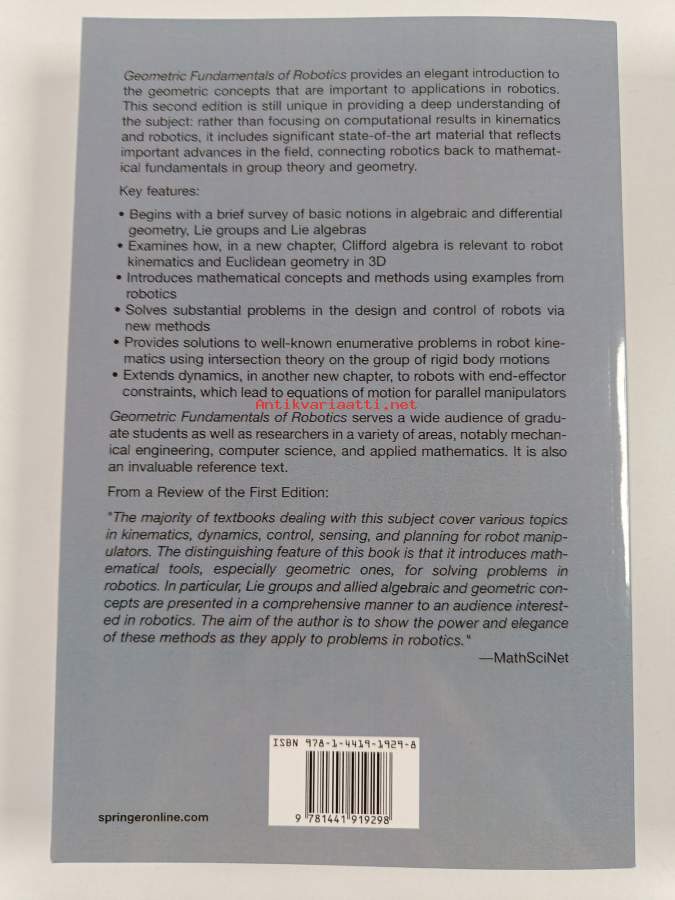 Geometric Fundamentals of Robotics provides an elegant introduction to
the geometric concepts that are important to applications in robotics.
This second edition is still unique in providing a deep understanding of
the subject: rather than focusing on computational results in kinematics
and robotics, it includes significant state-of-the art material that reflects
important advances in the field, connecting robotics back to mathemat-
ical fundamentals in group theory and geometry.
Key features:
• Begins with a brief survey of basic notions in algebraic and differential
geometry, Lie groups and Lie algebras
• Examines how, in a new chapter, Clifford algebra is relevant to robot
kinematics and Euclidean geometry in 3D
• Introduces mathematical concepts and methods using examples from
robotics
• Solves substantial problems in the design and control of robots via
new methods
• Provides solutions to well-known enumerative problems in robot kine-
matics using intersection theory on the group of rigid body motions
• Extends dynamics, in another new chapter, to robots with end-effector
constraints, which lead to equations of motion for parallel manipulators
Antikvariaatti.net
Geometric Fundamentals of Robotics serves a wide audience of gradu-
ate students as well as researchers in a variety of areas, notably mechan-
ical engineering, computer science, and applied mathematics. It is also
an invaluable reference text.
From a Review of the First Edition:
"The majority of textbooks dealing with this subject cover various topics
in kinematics, dynamics, control, sensing, and planning for robot manip-
ulators. The distinguishing feature of this book is that it introduces math-
ematical tools, especially geometric ones, for solving problems in
robotics. In particular, Lie groups and allied algebraic and geometric con-
cepts are presented in a comprehensive manner to an audience interest-
ed in robotics. The aim of the author is to show the power and elegance
of these methods as they apply to problems in robotics."
—MathSciNet
ISBN 978-1-4419-1929-8
9 781441 919298
springeronline.com